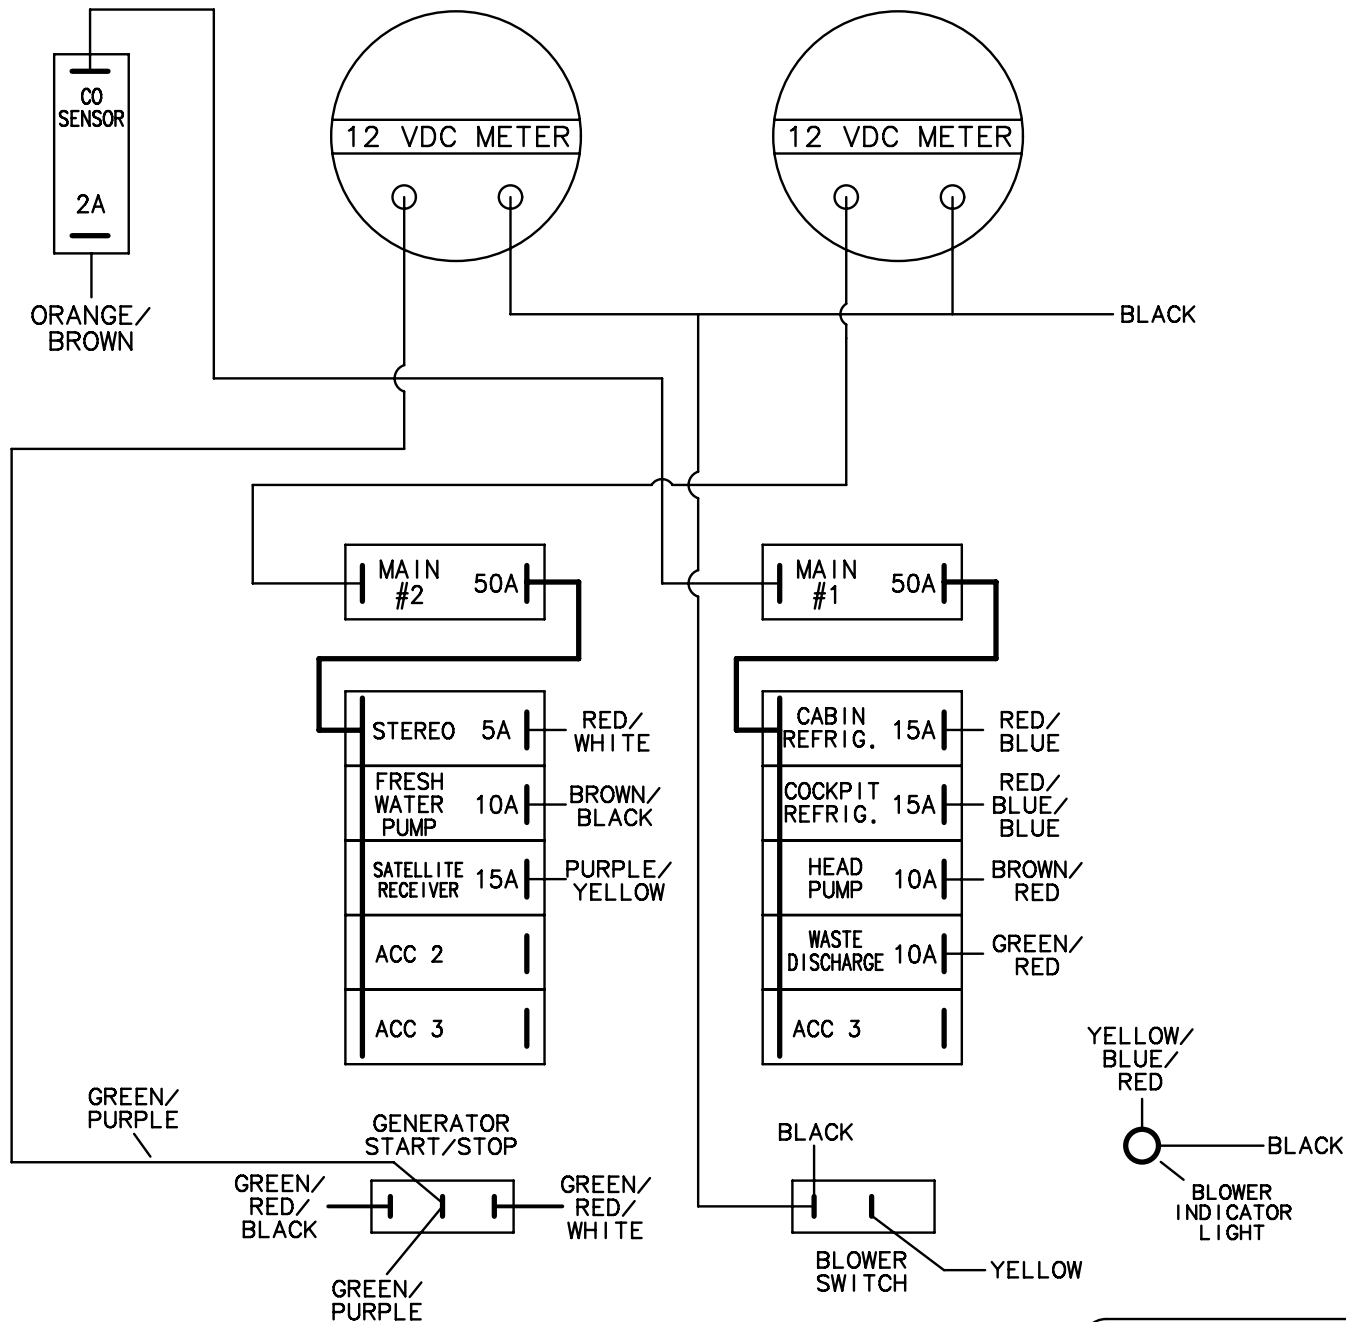 CO
SENSOR
2A
ORANGE/
BROWN
12 VDC METER
12 VDC METER
BLACK
MAIN
#2
50A
MAIN
#1
50A
STEREO 5A
RED/
WHITE
FRESH
WATER
PUMP
10A
BROWN/
BLACK
SATELLITE
RECEIVER
15A
PURPLE/
YELLOW
ACC 2
ACC 3
CABIN
REFRIG.
15A
RED/
BLUE
COCKPIT
REFRIG.
15A
RED/
BLUE/
BLUE
HEAD
PUMP
10A
BROWN/
RED
WASTE
DISCHARGE
10A
GREEN/
RED
ACC 3
GREEN/
PURPLE
GENERATOR
START/STOP
GREEN/
RED/
BLACK
GREEN/
RED/
WHITE
GREEN/
PURPLE
BLACK
BLOWER
SWITCH
YELLOW
YELLOW/
BLUE/
RED
BLACK
BLOWER
INDICATOR
LIGHT